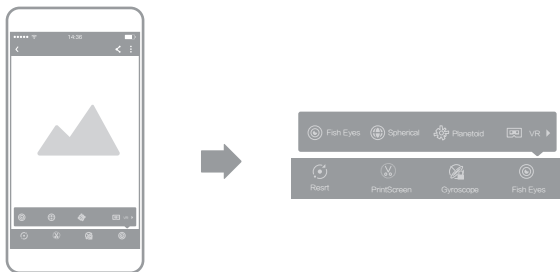 14:36
Fish Eyes Spherical Planetoid VR
Resrt PrintScreen Gyroscope Fish Eyes